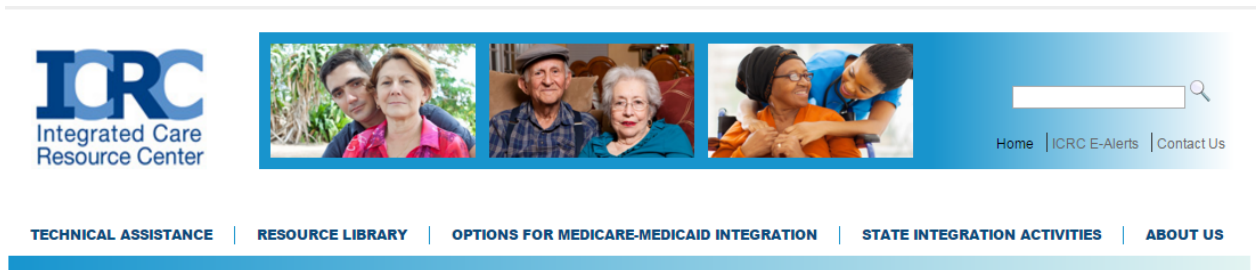 ICRC
Integrated Care
Resource Center
Home | ICRC E-Alerts | Contact Us
TECHNICAL ASSISTANCE | RESOURCE LIBRARY | OPTIONS FOR MEDICARE-MEDICAID INTEGRATION | STATE INTEGRATION ACTIVITIES | ABOUT US